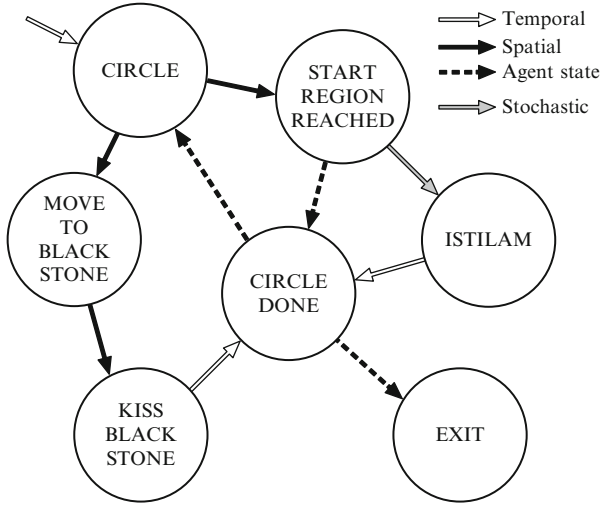 CIRCLE
START
REGION
REACHED
Temporal
Spatial
Agent state
Stochastic
MOVE
TO
BLACK
STONE
ISTILAM
CIRCLE
DONE
KISS
BLACK
STONE
EXIT